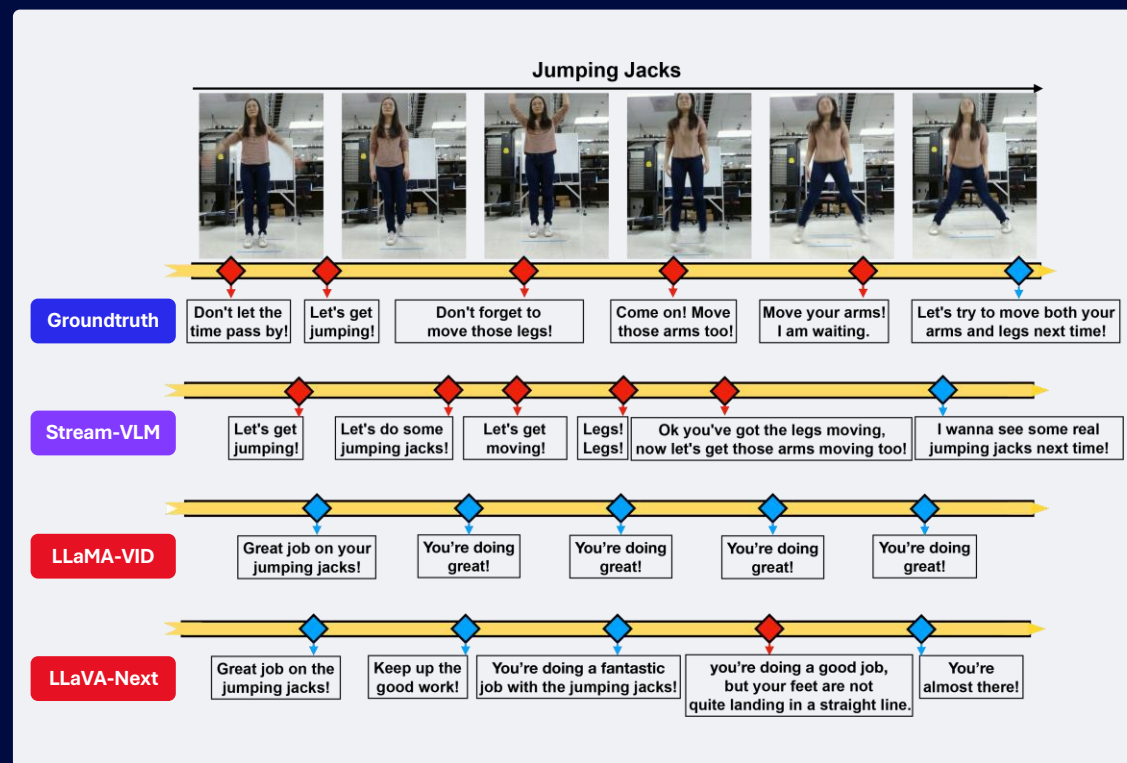 Jumping Jacks
Groundtruth
Don't let the
time pass by!
Let's get
jumping!
Don't forget to
move those legs!
Come on! Move
those arms too!
Move your arms!
I am waiting.
Let's try to move both your
arms and legs next time!
Stream-VLM
Let's get
jumping!
Let's do some
jumping jacks!
Let's get
moving!
Legs!
Legs!
Ok you've got the legs moving,
now let's get those arms moving too!
I wanna see some real
jumping jacks next time!
LLaMA-VID
Great job on your
jumping jacks!
You're doing
great!
You're doing
great!
You're doing
great!
You're doing
great!
LLaVA-Next
Great job on the
jumping jacks!
Keep up the
good work!
You're doing a fantastic
job with the jumping jacks!
you're doing a good job,
but your feet are not
quite landing in a straight line.
You're
almost there!